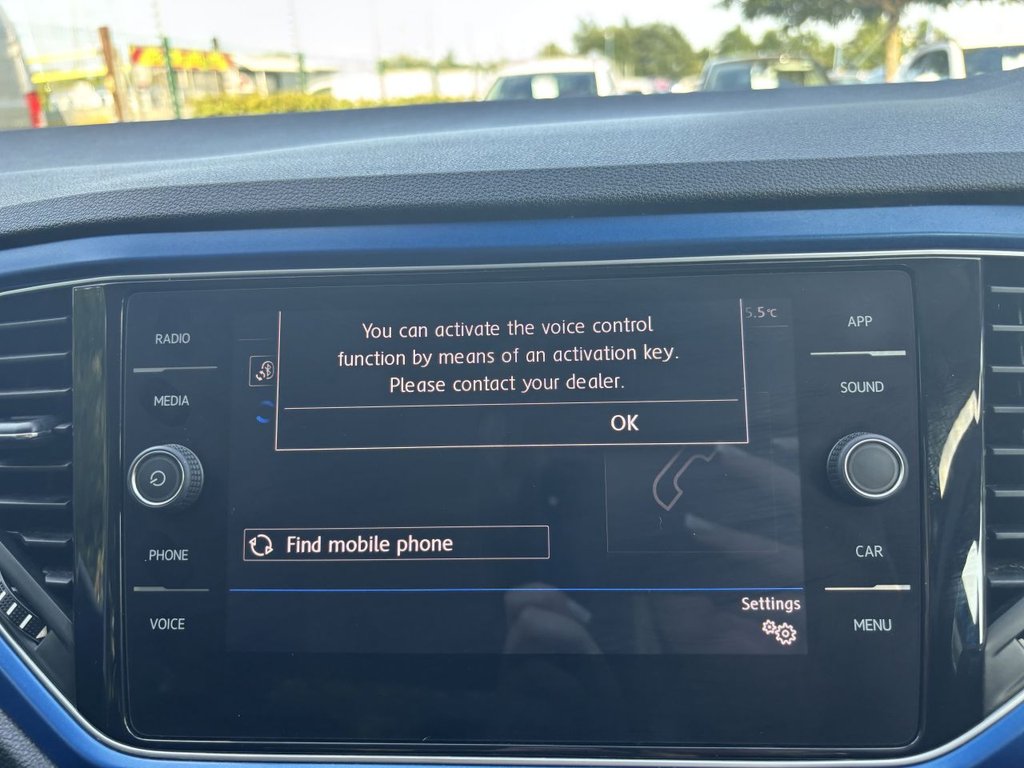 RADIO
MEDIA
PHONE
VOICE
You can activate the voice control
function by means of an activation key.
Please contact your dealer.
OK
5.5°C
Find mobile phone
Settings
APP
SOUND
CAR
MENU